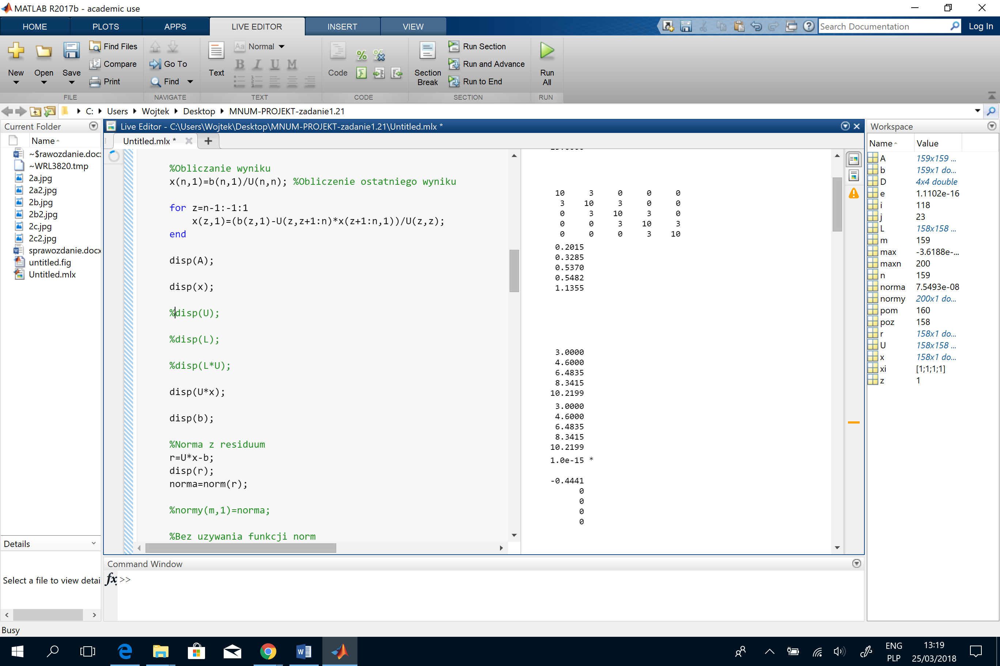 MATLAB R2017b - academic use
HOME PLOTS APPS LIVE EDITOR INSERT VIEW
Search Documentation
Log In
New
Open
Save
Find Files
Compare
Print
FILE
Go To
Find
NAVIGATE
Text
Aa Normal
B I U M
TEXT
Code
CODE
Section Break
Run Section
Run and Advance
Run to End
SECTION
Run All
RUN
C: Users Wojtek Desktop MNUM-PROJEKT-zadanie1.21
Current Folder
Name
~$rawozdanie.docx
~WRL3820.tmp
2a.jpg
2a2.jpg
2b.jpg
2b2.jpg
2c.jpg
2c2.jpg
sprawozdanie.docx
untitled.fig
Untitled.mlx
Details
Select a file to view detai
Live Editor - C:\Users\Wojtek\Desktop\MNUM-PROJEKT-zadanie1.21\Untitled.mlx *
Untitled.mlx *
%Obliczanie wyniku
x(n,1)=b(n,1)/U(n,n); %Obliczenie ostatniego wyniku
for z=n-1:-1:1
x(z,1)=(b(z,1)-U(z,z+1:n)*x(z+1:n,1))/U(z,z);
end
disp(A);
disp(x);
%disp(U);
%disp(L);
%disp(L*U);
disp(U*x);
disp(b);
%Norma z residuum
r=U*x-b;
disp(r);
norma=norm(r);
%normy(m,1)=norma;
%Bez uzywania funkcji norm
10 3 0 0 0
3 10 3 0 0
0 3 10 3 0
0 0 3 10 3
0 0 0 3 10
0.2015
0.3285
0.5370
0.5482
1.1355
3.0000
4.6000
6.4835
8.3415
10.2199
3.0000
4.6000
6.4835
8.3415
10.2199
1.0e-15 *
-0.4441
0
0
0
0
Command Window
fx >>
Workspace
Name Value
A 159x159 ...
b 159x1 do...
D 4x4 double
e 1.1102e-16
i 118
j 23
L 158x158 ...
m 159
max -3.6188e-...
maxn 200
n 159
norma 7.5493e-08
normy 200x1 do...
pom 160
poz 158
r 158x1 do...
U 158x158 ...
x 158x1 do...
xi [1;1;1;1]
z 1
Busy
ENG
PLP
13:19
25/03/2018